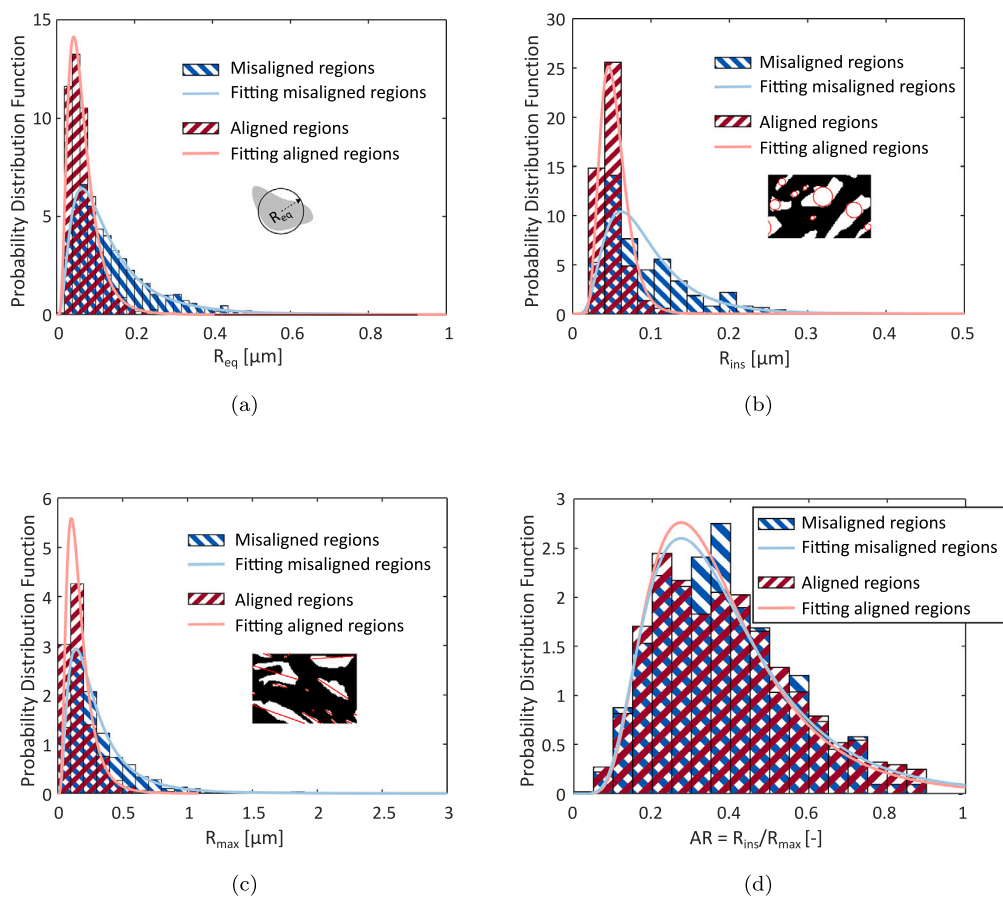 Probability Distribution Function
15
10
5
0
0
0.2
0.4
0.6
0.8
1
Misaligned regions
Fitting misaligned regions
Aligned regions
Fitting aligned regions
Req
Req [μm]
(a)
Probability Distribution Function
30
25
20
15
10
5
0
0
0.1
0.2
0.3
0.4
0.5
Misaligned regions
Fitting misaligned regions
Aligned regions
Fitting aligned regions
Rins [μm]
(b)
Probability Distribution Function
6
5
4
3
2
1
0
0
0.5
1
1.5
2
2.5
3
Misaligned regions
Fitting misaligned regions
Aligned regions
Fitting aligned regions
Rmax [μm]
(c)
Probability Distribution Function
3
2.5
2
1.5
1
0.5
0
0
0.2
0.4
0.6
0.8
1
Misaligned regions
Fitting misaligned regions
Aligned regions
Fitting aligned regions
AR = Rins/Rmax [-]
(d)